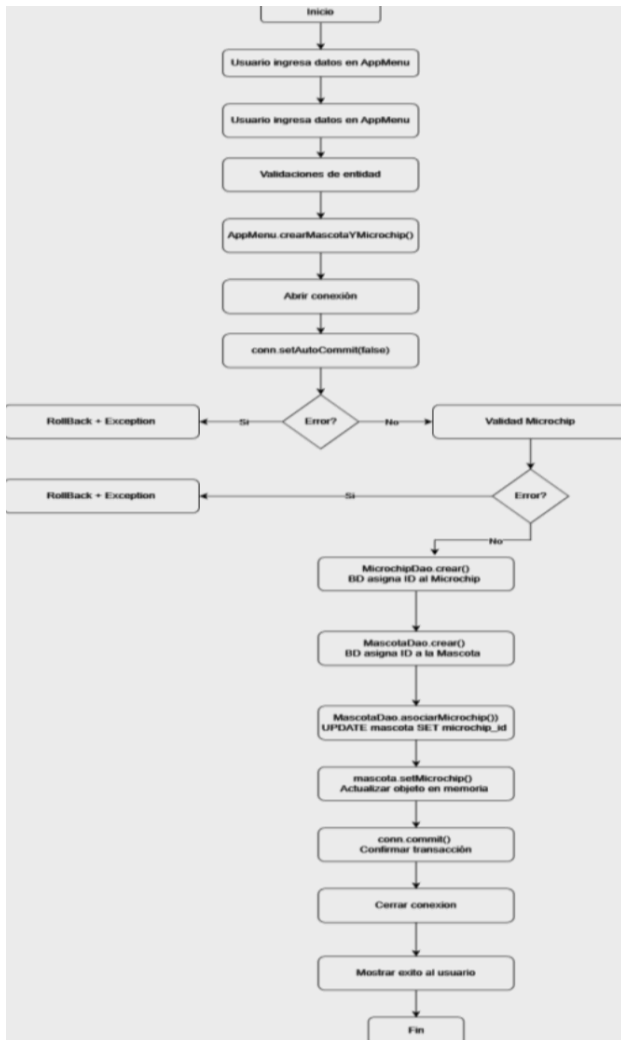 Inicio
Usuario ingresa datos en AppMenu
Usuario ingresa datos en AppMenu
Validaciones de entidad
AppMenu.crearMascotaYMicrochip()
Abrir conexión
conn.setAutoCommit(false)
RollBack + Exception
Si
Error?
No
Validad Microchip
RollBack + Exception
Si
Error?
No
MicrochipDao.crear()
BD asigna ID al Microchip
MascotaDao.crear()
BD asigna ID a la Mascota
MascotaDao.asociarMicrochip())
UPDATE mascota SET microchip_id
mascota.setMicrochip()
Actualizar objeto en memoria
conn.commit()
Confirmar transacción
Cerrar conexion
Mostrar exito al usuario
Fin